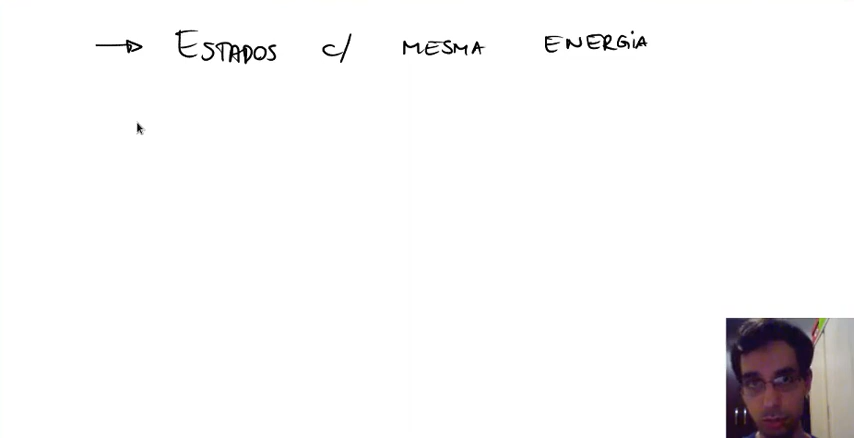 → ESTADOS c/ MESMA ENERGIA